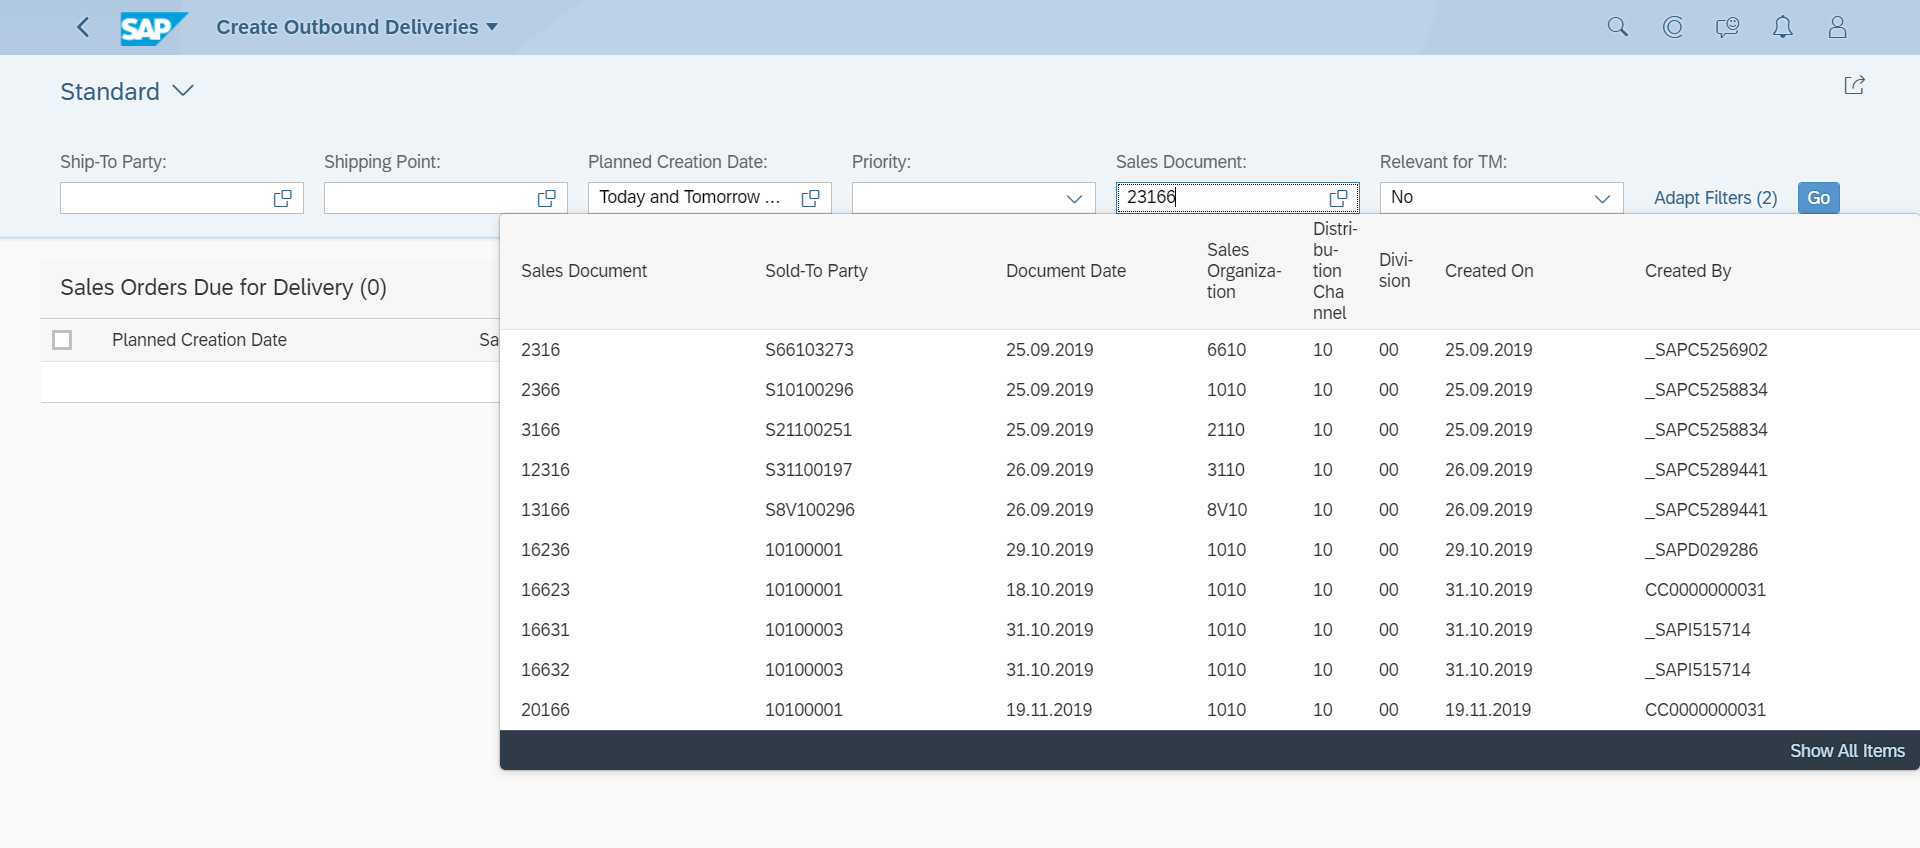 SAP Create Outbound Deliveries
Standard
Ship-To Party: Shipping Point: Planned Creation Date: Priority: Sales Document: Relevant for TM:
Today and Tomorrow ... 23166 No Adapt Filters (2) Go
Sales Orders Due for Delivery (0)
Planned Creation Date Sa
Sales Document Sold-To Party Document Date Sales Organiza-tion Distri-bu-tion Cha nnel Divi-sion Created On Created By
2316 S66103273 25.09.2019 6610 10 00 25.09.2019 _SAPC5256902
2366 S10100296 25.09.2019 1010 10 00 25.09.2019 _SAPC5258834
3166 S21100251 25.09.2019 2110 10 00 25.09.2019 _SAPC5258834
12316 S31100197 26.09.2019 3110 10 00 26.09.2019 _SAPC5289441
13166 S8V100296 26.09.2019 8V10 10 00 26.09.2019 _SAPC5289441
16236 10100001 29.10.2019 1010 10 00 29.10.2019 _SAPD029286
16623 10100001 18.10.2019 1010 10 00 31.10.2019 CC0000000031
16631 10100003 31.10.2019 1010 10 00 31.10.2019 _SAPI515714
16632 10100003 31.10.2019 1010 10 00 31.10.2019 _SAPI515714
20166 10100001 19.11.2019 1010 10 00 19.11.2019 CC0000000031
Show All Items